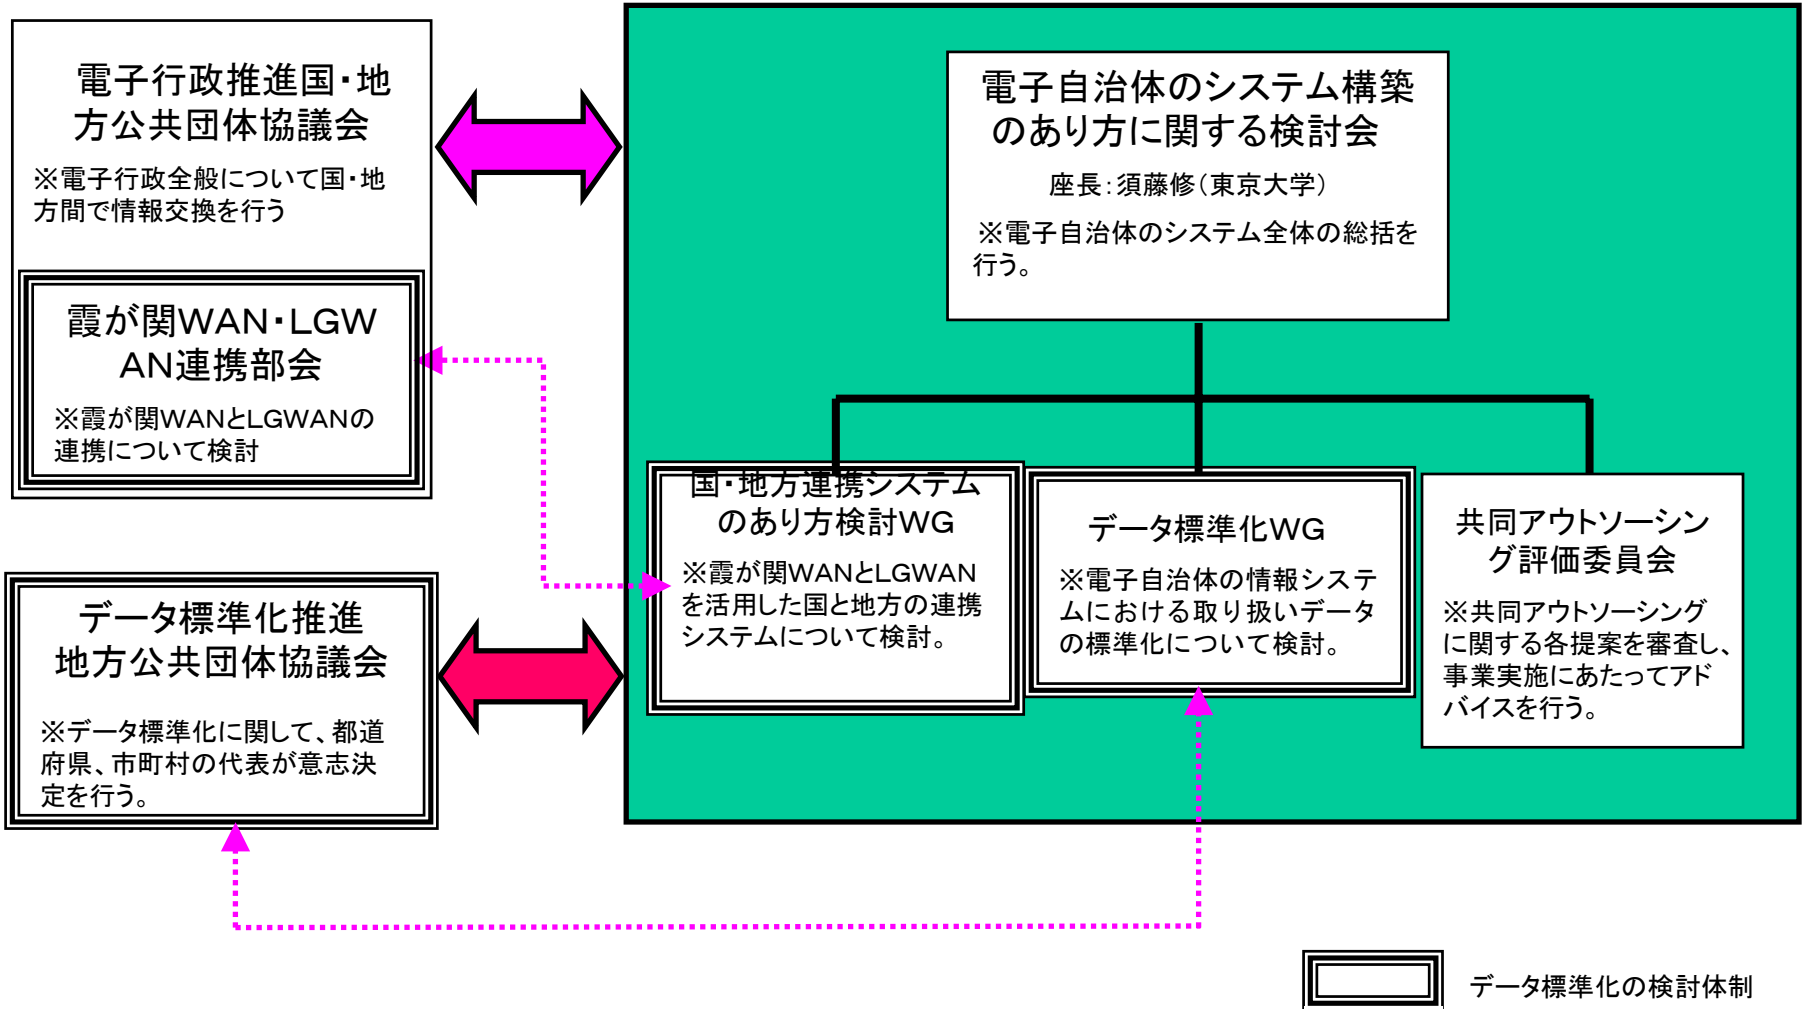 電子行政推進国・地
方公共団体協議会
※電子行政全般について国・地
方間で情報交換を行う
霞が関WAN・LGW
AN連携部会
※霞が関WANとLGWANの
連携について検討
データ標準化推進
地方公共団体協議会
※データ標準化に関して、都道
府県、市町村の代表が意志決
定を行う。
電子自治体のシステム構築
のあり方に関する検討会
座長：須藤修（東京大学）
※電子自治体のシステム全体の総括を
行う。
国・地方連携システム
のあり方検討WG
※霞が関WANとLGWAN
を活用した国と地方の連携
システムについて検討。
データ標準化WG
※電子自治体の情報システ
ムにおける取り扱いデータ
の標準化について検討。
共同アウトソーシン
グ評価委員会
※共同アウトソーシング
に関する各提案を審査し、
事業実施にあたってアド
バイスを行う。
データ標準化の検討体制